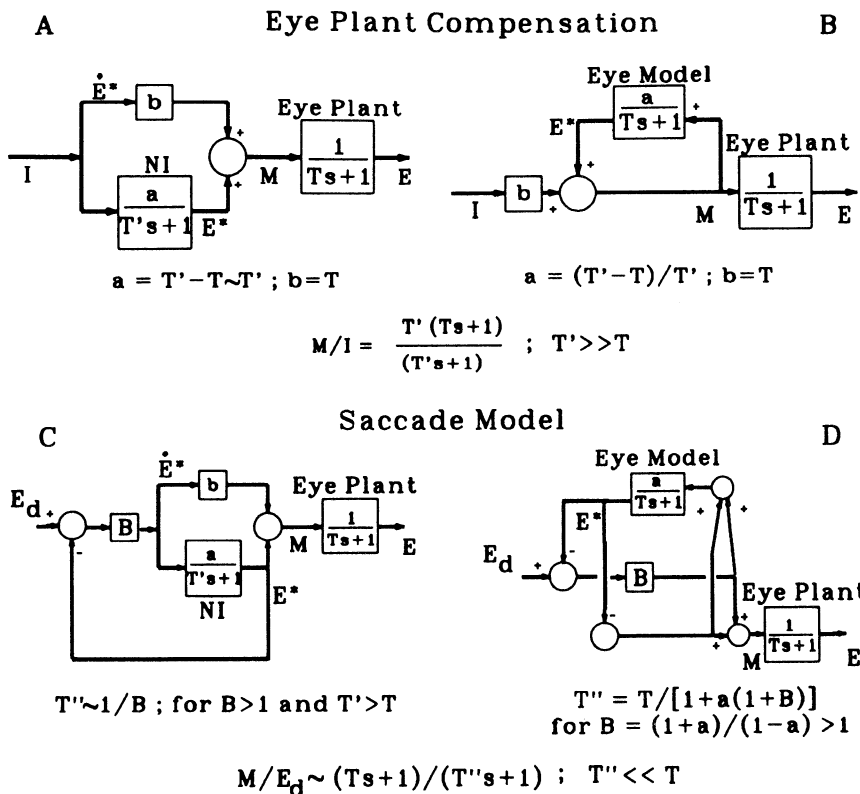 A
Eye Plant Compensation
B
Ė*
b
Eye Plant
+
+
I
M
1
Ts+1
E
NI
a
T's+1
E*
Eye Model
a
Ts+1
E*
+
+
Eye Plant
I
b
+
M
1
Ts+1
E
a = T'-T~T' ; b=T
a = (T'-T)/T' ; b=T
M/I = T'(Ts+1)
(T's+1)
; T'>>T
C
Saccade Model
D
Ė*
b
Eye Plant
Ed
+
-
B
M
1
Ts+1
E
a
T's+1
NI
E*
Eye Model
a
Ts+1
+
+
E*
-
Ed
+
B
-
Eye Plant
+
+
M
1
Ts+1
E
T''~1/B ; for B>1 and T'>T
T'' = T/[1+a(1+B)]
for B = (1+a)/(1-a) >1
M/Ed~ (Ts+1)/(T''s+1) ; T''<< T